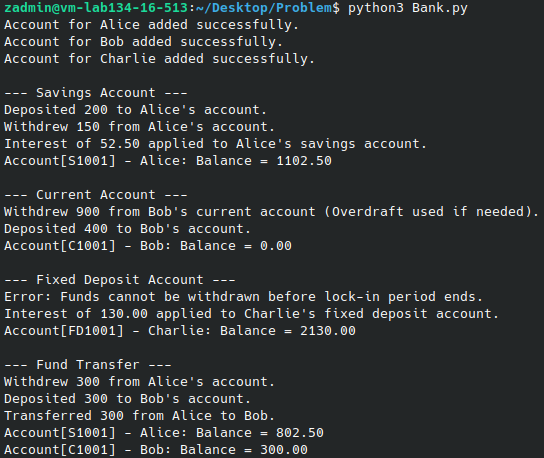 zadmin@vm-lab134-16-513:~/Desktop/Problem$ python3 Bank.py
Account for Alice added successfully.
Account for Bob added successfully.
Account for Charlie added successfully.

--- Savings Account ---
Deposited 200 to Alice's account.
Withdrew 150 from Alice's account.
Interest of 52.50 applied to Alice's savings account.
Account[S1001] - Alice: Balance = 1102.50

--- Current Account ---
Withdrew 900 from Bob's current account (Overdraft used if needed).
Deposited 400 to Bob's account.
Account[C1001] - Bob: Balance = 0.00

--- Fixed Deposit Account ---
Error: Funds cannot be withdrawn before lock-in period ends.
Interest of 130.00 applied to Charlie's fixed deposit account.
Account[FD1001] - Charlie: Balance = 2130.00

--- Fund Transfer ---
Withdrew 300 from Alice's account.
Deposited 300 to Bob's account.
Transferred 300 from Alice to Bob.
Account[S1001] - Alice: Balance = 802.50
Account[C1001] - Bob: Balance = 300.00